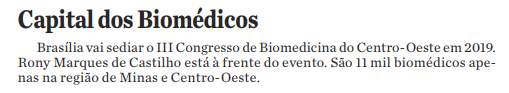 Capital dos Biomédicos
Brasília vai sediar o III Congresso de Biomedicina do Centro-Oeste em 2019.
Rony Marques de Castilho está à frente do evento. São 11 mil biomédicos ape-
nas na região de Minas e Centro-Oeste.